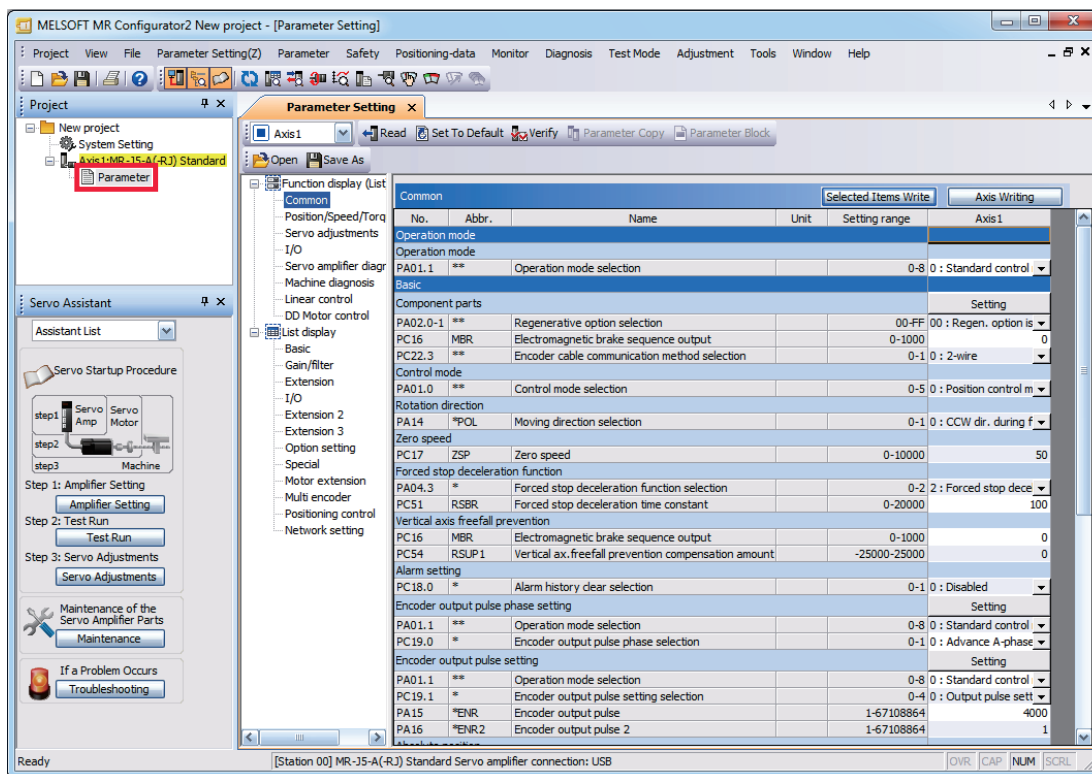 MELSOFT MR Configurator2 New project - [Parameter Setting]
Project View File Parameter Setting(Z) Parameter Safety Positioning-data Monitor Diagnosis Test Mode Adjustment Tools Window Help
Project
New project
System Setting
Axis1:MR-J5-A(-RJ) Standard
Parameter
Servo Assistant
Assistant List
Servo Startup Procedure
step1 Servo Amp Servo Motor
step2
step3 Machine
Step 1: Amplifier Setting
Amplifier Setting
Step 2: Test Run
Test Run
Step 3: Servo Adjustments
Servo Adjustments
Maintenance of the
Servo Amplifier Parts
Maintenance
If a Problem Occurs
Troubleshooting
Parameter Setting
Axis1 Read Set To Default Verify Parameter Copy Parameter Block
Open Save As
Function display (List
Common
Position/Speed/Torq
Servo adjustments
I/O
Servo amplifier diagr
Machine diagnosis
Linear control
DD Motor control
List display
Basic
Gain/filter
Extension
I/O
Extension 2
Extension 3
Option setting
Special
Motor extension
Multi encoder
Positioning control
Network setting
Common Selected Items Write Axis Writing
No. Abbr. Name Unit Setting range Axis1
Operation mode
Operation mode
PA01.1 ** Operation mode selection 0-8 0 : Standard control
Basic
Component parts Setting
PA02.0-1 ** Regenerative option selection 00-FF 00 : Regen. option is
PC16 MBR Electromagnetic brake sequence output 0-1000 0
PC22.3 ** Encoder cable communication method selection 0-1 0 : 2-wire
Control mode
PA01.0 ** Control mode selection 0-5 0 : Position control m
Rotation direction
PA14 *POL Moving direction selection 0-1 0 : CCW dir. during f
Zero speed
PC17 ZSP Zero speed 0-10000 50
Forced stop deceleration function
PA04.3 * Forced stop deceleration function selection 0-2 2 : Forced stop dece
PC51 RSBR Forced stop deceleration time constant 0-20000 100
Vertical axis freefall prevention
PC16 MBR Electromagnetic brake sequence output 0-1000 0
PC54 RSUP1 Vertical ax.freefall prevention compensation amount -25000-25000 0
Alarm setting
PC18.0 * Alarm history clear selection 0-1 0 : Disabled
Encoder output pulse phase setting Setting
PA01.1 ** Operation mode selection 0-8 0 : Standard control
PC19.0 * Encoder output pulse phase selection 0-1 0 : Advance A-phase
Encoder output pulse setting Setting
PA01.1 ** Operation mode selection 0-8 0 : Standard control
PC19.1 * Encoder output pulse setting selection 0-4 0 : Output pulse sett
PA15 *ENR Encoder output pulse 1-67108864 4000
PA16 *ENR2 Encoder output pulse 2 1-67108864 1
Ready [Station 00] MR-J5-A(-RJ) Standard Servo amplifier connection: USB OVR CAP NUM SCRL